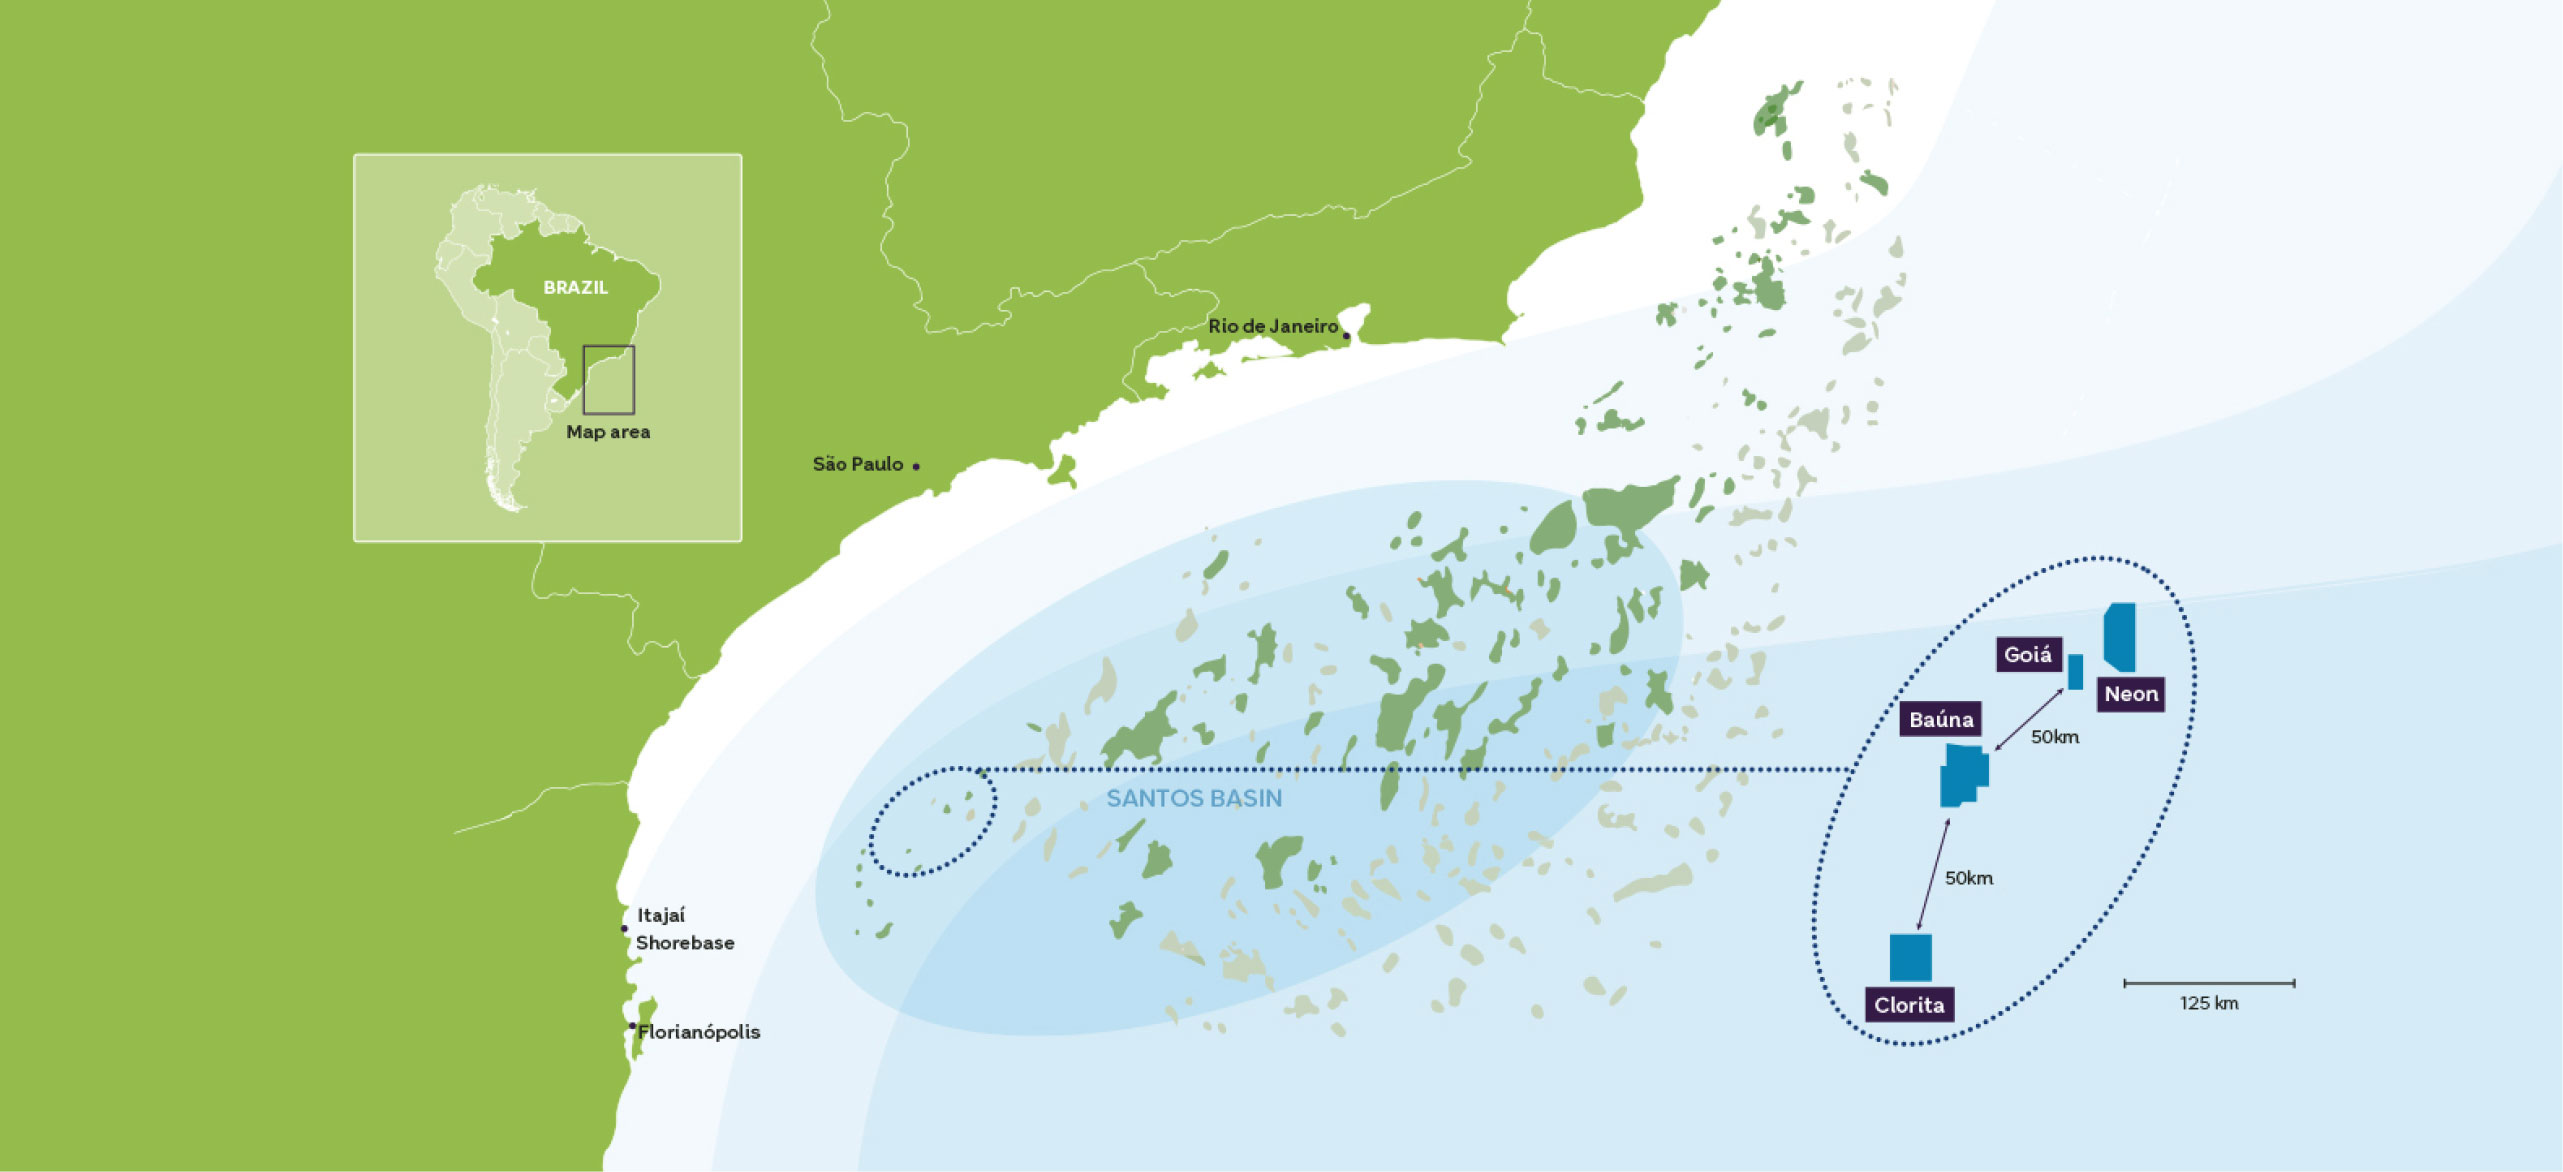 BRAZIL
Map area
Rio de Janeiro
São Paulo
SANTOS BASIN
Itajaí
Shorebase
Florianópolis
Goiá
Neon
Baúna
50km
50km
Clorita
125 km